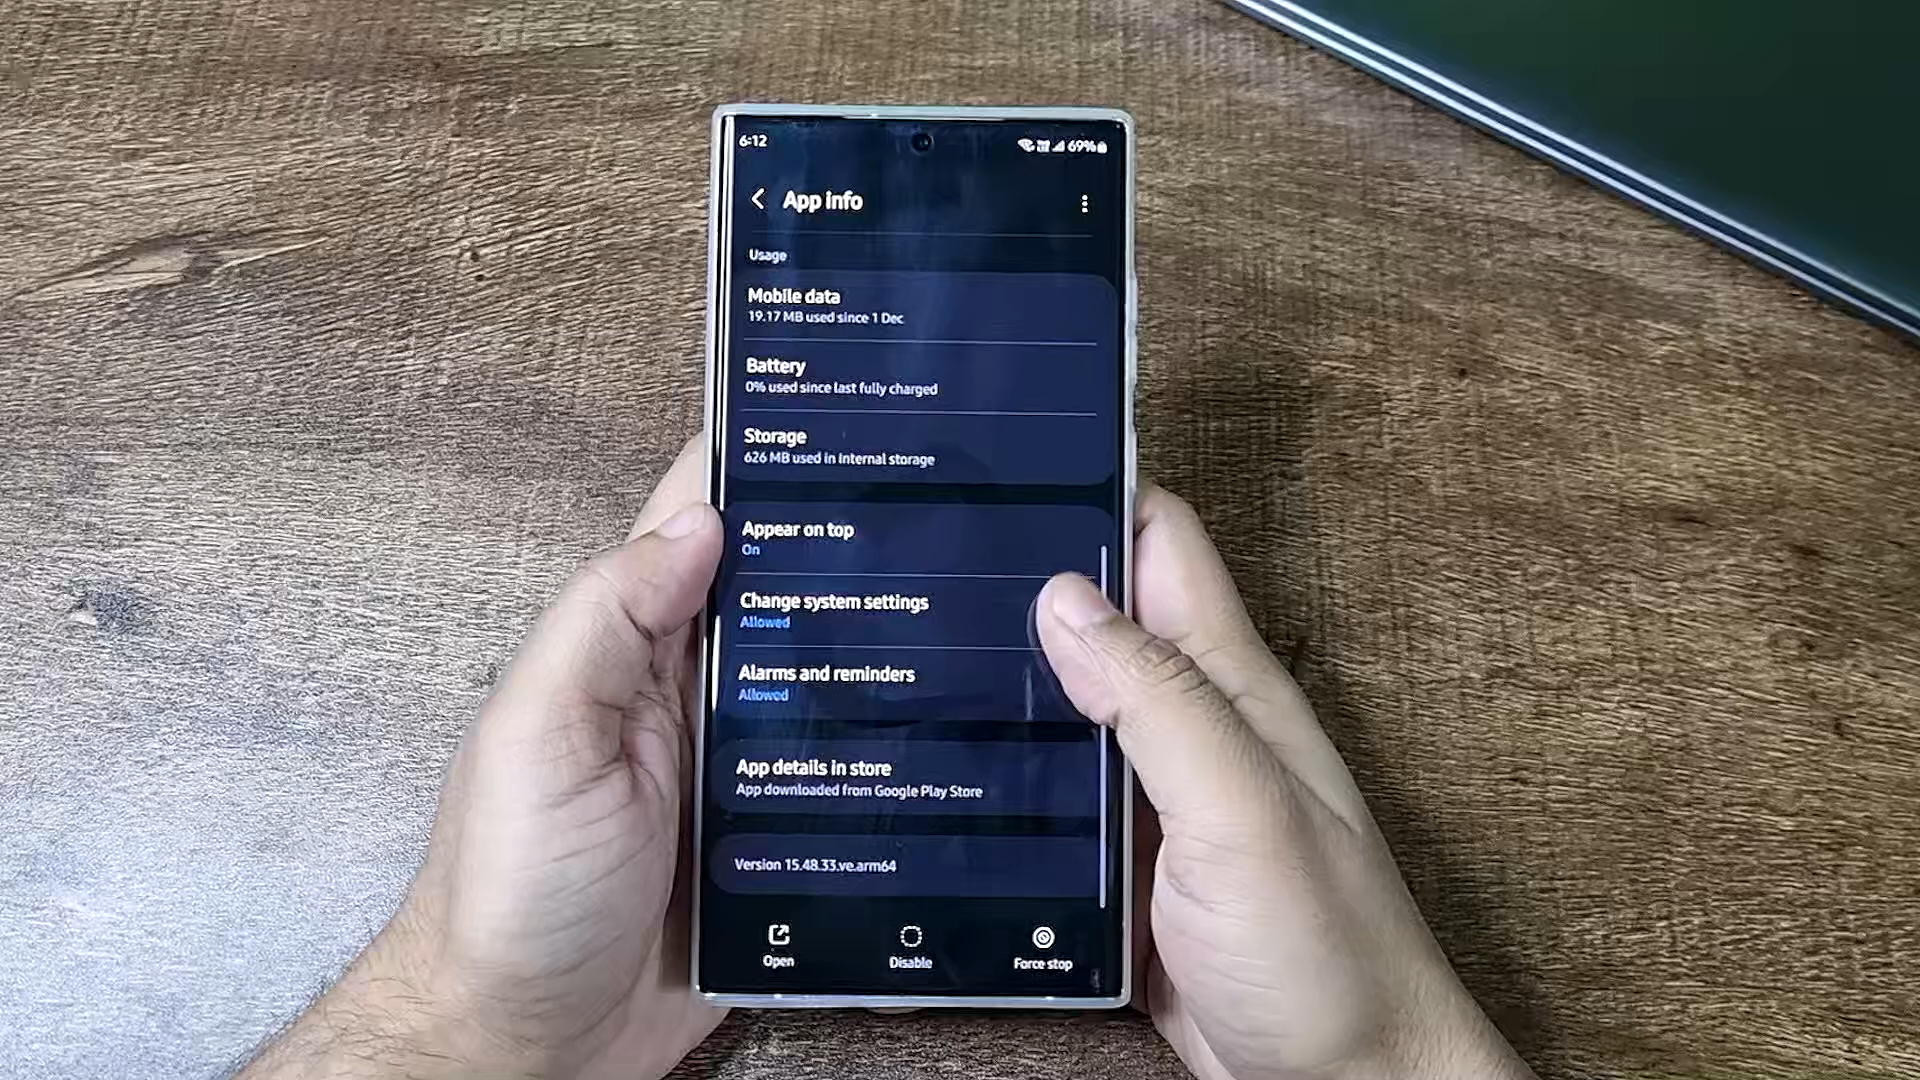 6:12
69%
App info
Usage
Mobile data
19.17 MB used since 1 Dec
Battery
0% used since last fully charged
Storage
626 MB used in Internal storage
Appear on top
On
Change system settings
Allowed
Alarms and reminders
Allowed
App details in store
App downloaded from Google Play Store
Version 15.48.33.ve.arm64
Open
Disable
Force stop